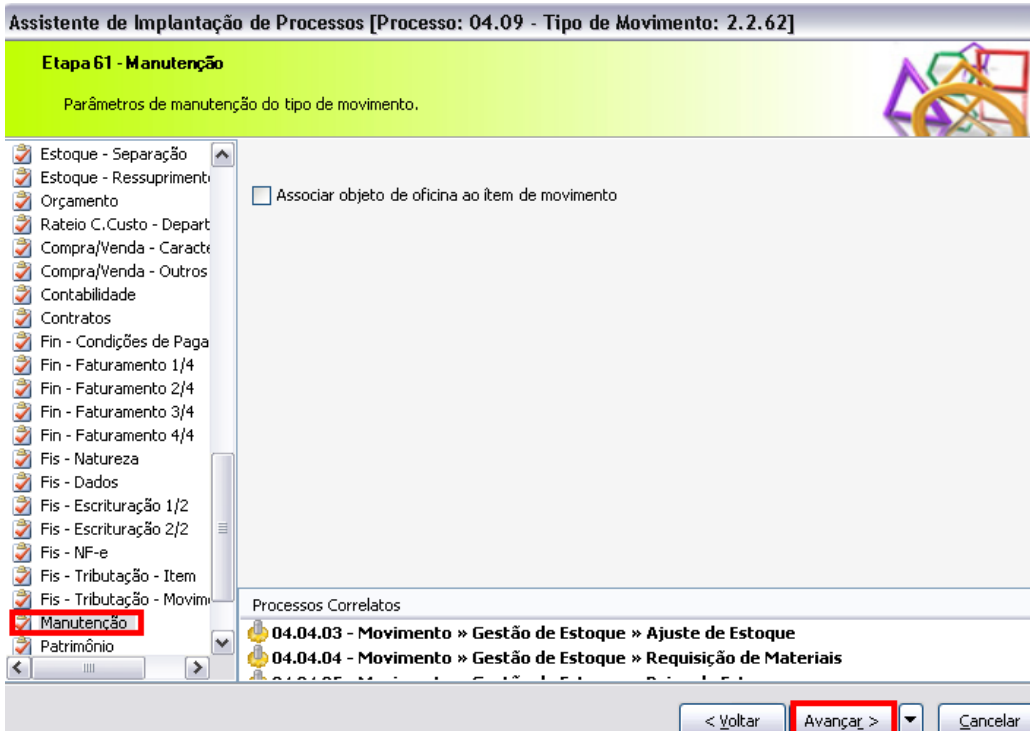 Assistente de Implantação de Processos [Processo: 04.09 - Tipo de Movimento: 2.2.62]
Etapa 61 - Manutenção
Parâmetros de manutenção do tipo de movimento.
Estoque - Separação
Estoque - Ressupriment
Orçamento
Rateio C.Custo - Depart
Compra/Venda - Caracte
Compra/Venda - Outros
Contabilidade
Contratos
Fin - Condições de Paga
Fin - Faturamento 1/4
Fin - Faturamento 2/4
Fin - Faturamento 3/4
Fin - Faturamento 4/4
Fis - Natureza
Fis - Dados
Fis - Escrituração 1/2
Fis - Escrituração 2/2
Fis - NF-e
Fis - Tributação - Item
Fis - Tributação - Movim
Manutenção
Patrimônio
Associar objeto de oficina ao ítem de movimento
Processos Correlatos
04.04.03 - Movimento » Gestão de Estoque » Ajuste de Estoque
04.04.04 - Movimento » Gestão de Estoque » Requisição de Materiais
< Voltar
Avançar >
Cancelar